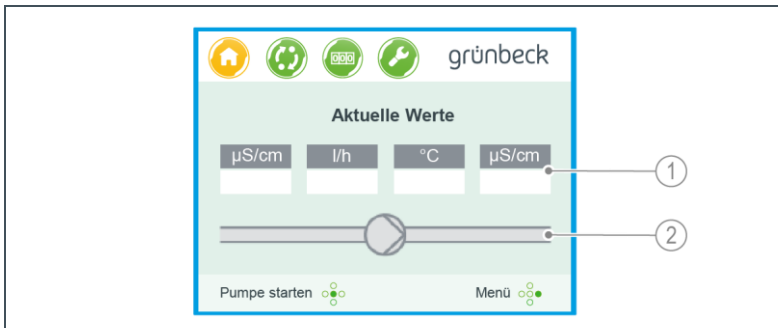 grünbeck
Aktuelle Werte
µS/cm l/h °C µS/cm
1
2
Pumpe starten Menü